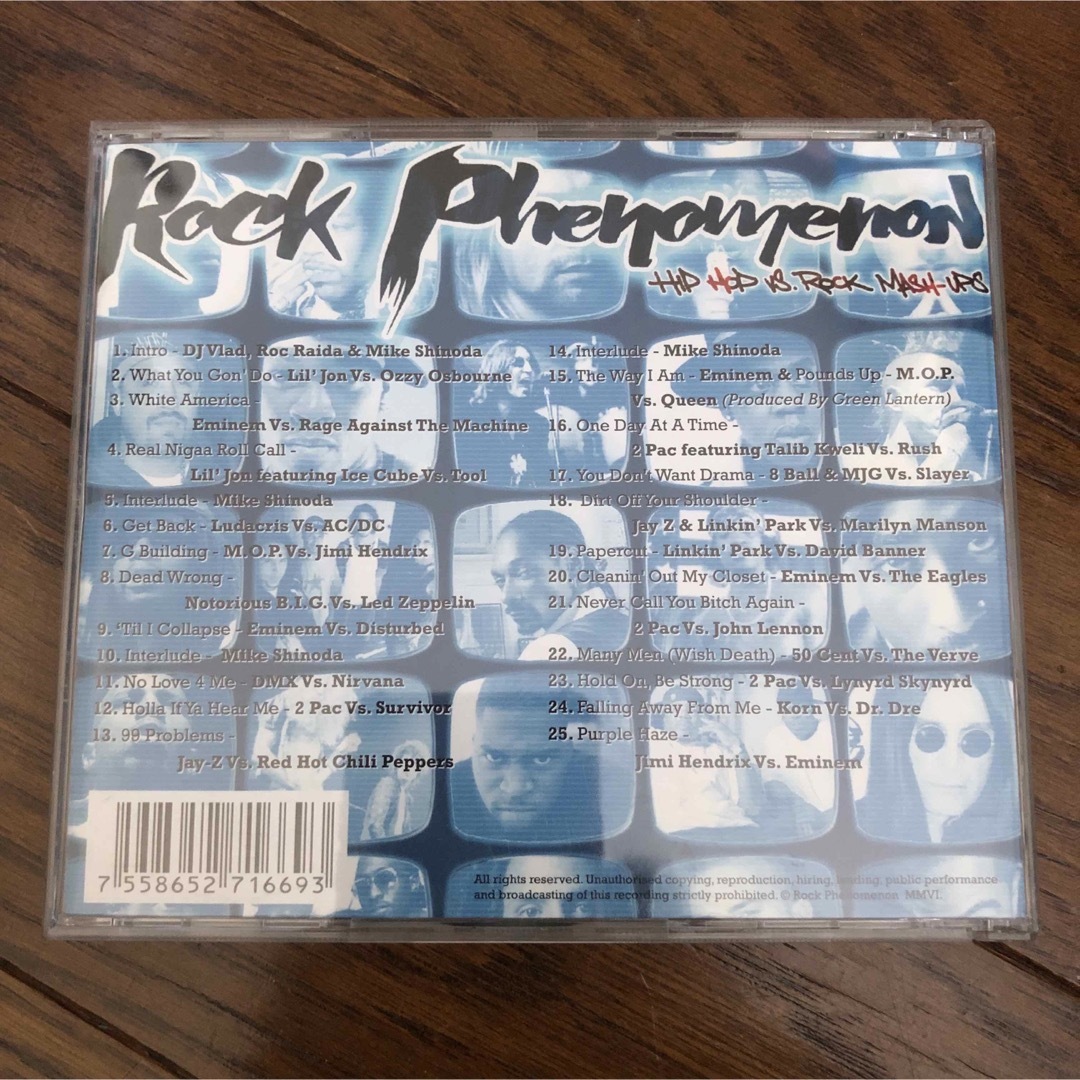 Rock Phenomenon
HIP HOP VS. ROCK MASH-UPS
1. Intro - DJ Vlad, Roc Raida & Mike Shinoda
2. What You Gon' Do - Lil' Jon Vs. Ozzy Osbourne
3. White America -
Eminem Vs. Rage Against The Machine
4. Real Nigaa Roll Call -
Lil' Jon featuring Ice Cube Vs. Tool
5. Interlude - Mike Shinoda
6. Get Back - Ludacris Vs. AC/DC
7. G Building - M.O.P. Vs. Jimi Hendrix
8. Dead Wrong -
Notorious B.I.G. Vs. Led Zeppelin
9. 'Til I Collapse - Eminem Vs. Disturbed
10. Interlude - Mike Shinoda
11. No Love 4 Me - DMX Vs. Nirvana
12. Holla If Ya Hear Me - 2 Pac Vs. Survivor
13. 99 Problems -
Jay-Z Vs. Red Hot Chili Peppers
14. Interlude - Mike Shinoda
15. The Way I Am - Eminem & Pounds Up - M.O.P.
Vs. Queen (Produced By Green Lantern)
16. One Day At A Time -
2 Pac featuring Talib Kweli Vs. Rush
17. You Don't Want Drama - 8 Ball & MJG Vs. Slayer
18. Dirt Off Your Shoulder -
Jay Z & Linkin' Park Vs. Marilyn Manson
19. Papercut - Linkin' Park Vs. David Banner
20. Cleanin' Out My Closet - Eminem Vs. The Eagles
21. Never Call You Bitch Again -
2 Pac Vs. John Lennon
22. Many Men (Wish Death) - 50 Cent Vs. The Verve
23. Hold On, Be Strong - 2 Pac Vs. Lynyrd Skynyrd
24. Falling Away From Me - Korn Vs. Dr. Dre
25. Purple Haze -
Jimi Hendrix Vs. Eminem
7 558652 716693
All rights reserved. Unauthorised copying, reproduction, hiring, lending, public performance
and broadcasting of this recording strictly prohibited. © Rock Phenomenon MMVI.